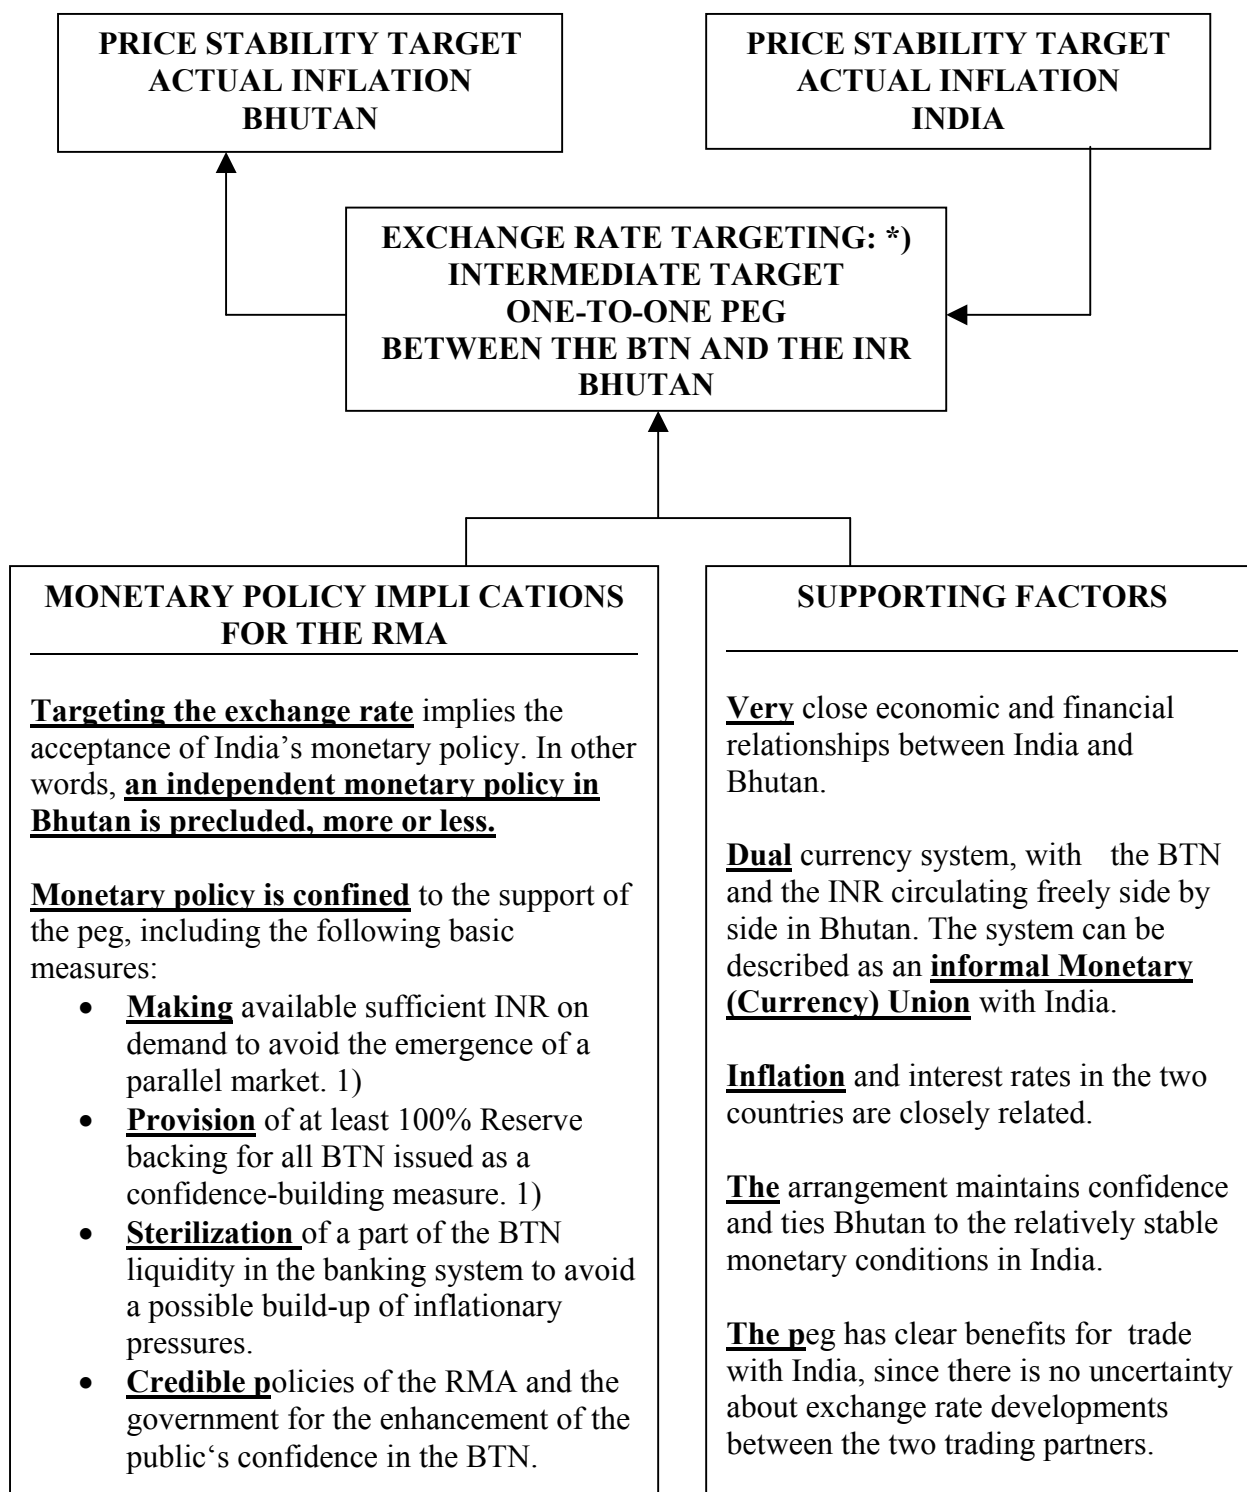 PRICE STABILITY TARGET
ACTUAL INFLATION
BHUTAN
PRICE STABILITY TARGET
ACTUAL INFLATION
INDIA
EXCHANGE RATE TARGETING: *)
INTERMEDIATE TARGET
ONE-TO-ONE PEG
BETWEEN THE BTN AND THE INR
BHUTAN
MONETARY POLICY IMPLI CATIONS
FOR THE RMA
Targeting the exchange rate implies the
acceptance of India’s monetary policy. In other
words, an independent monetary policy in
Bhutan is precluded, more or less.
Monetary policy is confined to the support of
the peg, including the following basic
measures:
• Making available sufficient INR on
demand to avoid the emergence of a
parallel market. 1)
• Provision of at least 100% Reserve
backing for all BTN issued as a
confidence-building measure. 1)
• Sterilization of a part of the BTN
liquidity in the banking system to avoid
a possible build-up of inflationary
pressures.
• Credible policies of the RMA and the
government for the enhancement of the
public‘s confidence in the BTN.
SUPPORTING FACTORS
Very close economic and financial
relationships between India and
Bhutan.
Dual currency system, with the BTN
and the INR circulating freely side by
side in Bhutan. The system can be
described as an informal Monetary
(Currency) Union with India.
Inflation and interest rates in the two
countries are closely related.
The arrangement maintains confidence
and ties Bhutan to the relatively stable
monetary conditions in India.
The peg has clear benefits for trade
with India, since there is no uncertainty
about exchange rate developments
between the two trading partners.